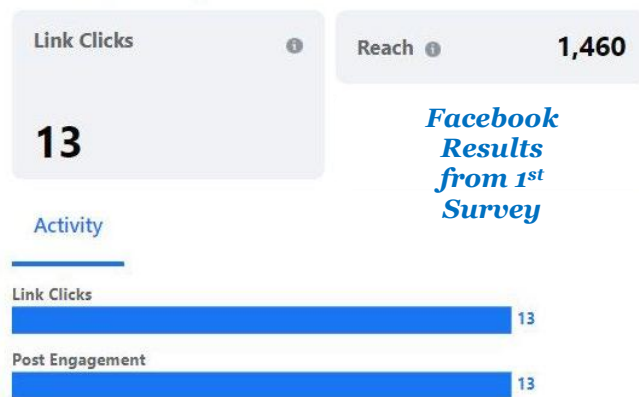 Link Clicks
13
Reach 1,460
Facebook
Results
from 1st
Survey
Activity
Link Clicks
13
Post Engagement
13